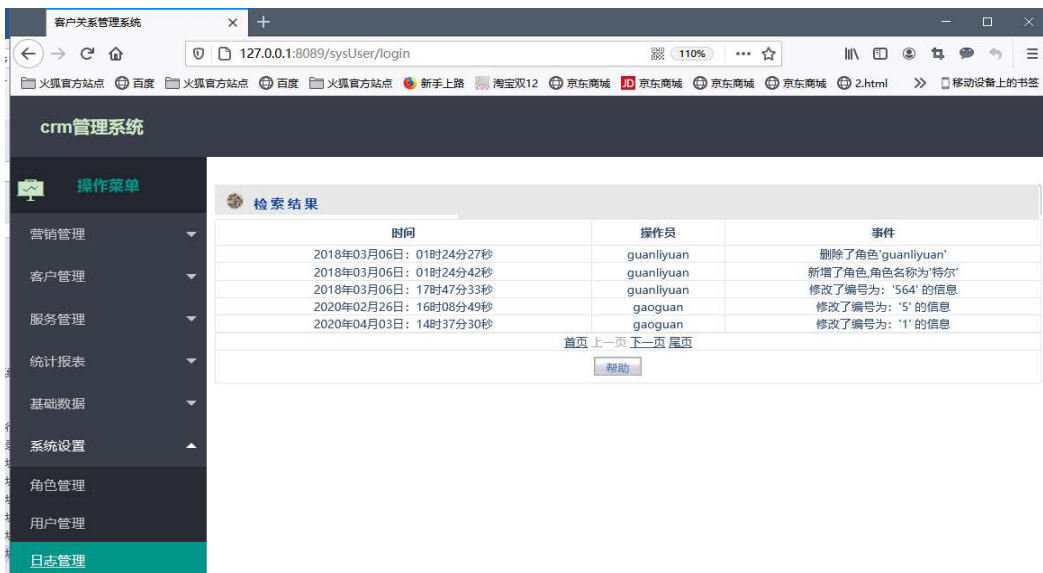 客户关系管理系统
127.0.0.1:8089/sysUser/login
110%
火狐官方站点 百度 火狐官方站点 百度 火狐官方站点 新手上路 淘宝双12 京东商城 JD 京东商城 京东商城 京东商城 2.html 移动设备上的书签
crm管理系统
操作菜单
营销管理
客户管理
服务管理
统计报表
基础数据
系统设置
角色管理
用户管理
日志管理
检索结果
时间 操作员 事件
2018年03月06日：01时24分27秒 guanliyuan 删除了角色'guanliyuan'
2018年03月06日：01时24分42秒 guanliyuan 新增了角色,角色名称为'特尔'
2018年03月06日：17时47分33秒 guanliyuan 修改了编号为：'564' 的信息
2020年02月26日：16时08分49秒 gaoguan 修改了编号为：'5' 的信息
2020年04月03日：14时37分30秒 gaoguan 修改了编号为：'1' 的信息
首页 上一页 下一页 尾页
帮助